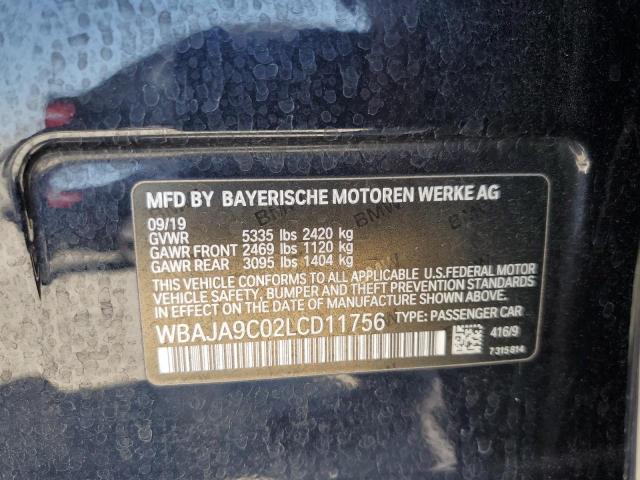 MFD BY BAYERISCHE MOTOREN WERKE AG
09/19
GVWR 5335 lbs 2420 kg
GAWR FRONT 2469 lbs 1120 kg
GAWR REAR 3095 lbs 1404 kg
THIS VEHICLE CONFORMS TO ALL APPLICABLE U.S.FEDERAL MOTOR
VEHICLE SAFETY, BUMPER AND THEFT PREVENTION STANDARDS
IN EFFECT ON THE DATE OF MANUFACTURE SHOWN ABOVE.
WBAJA9C02LCD11756 TYPE: PASSENGER CAR
416/9
7315814
BMW